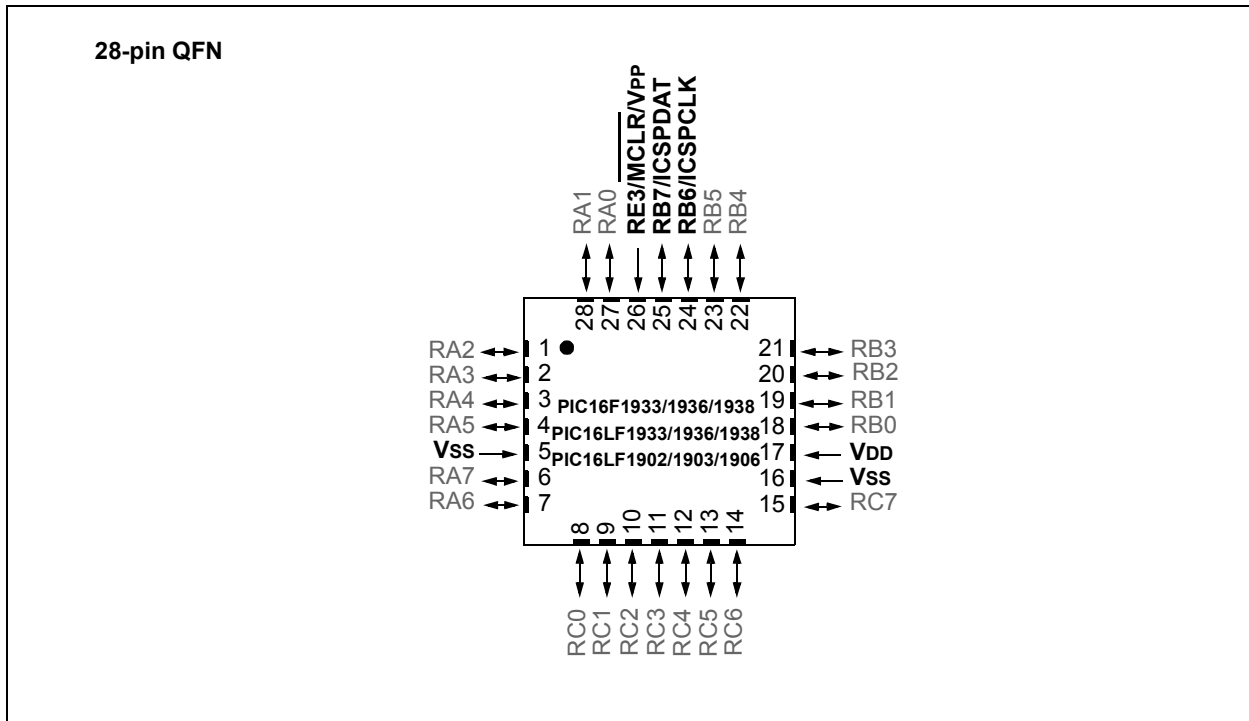 28-pin QFN
RA1
RA0
RE3/MCLR/VPP
RB7/ICSPDAT
RB6/ICSPCLK
RB5
RB4
28
27
26
25
24
23
22
RA2 1
RA3 2
RA4 3
RA5 4
VSS 5
RA6 7
RA7 6
21 RB3
20 RB2
19 RB1
18 RB0
17 VDD
16 VSS
15 RC7
PIC16F1933/1936/1938
PIC16LF1933/1936/1938
PIC16LF1902/1903/1906
8
9
10
11
12
13
14
RC0
RC1
RC2
RC3
RC4
RC5
RC6